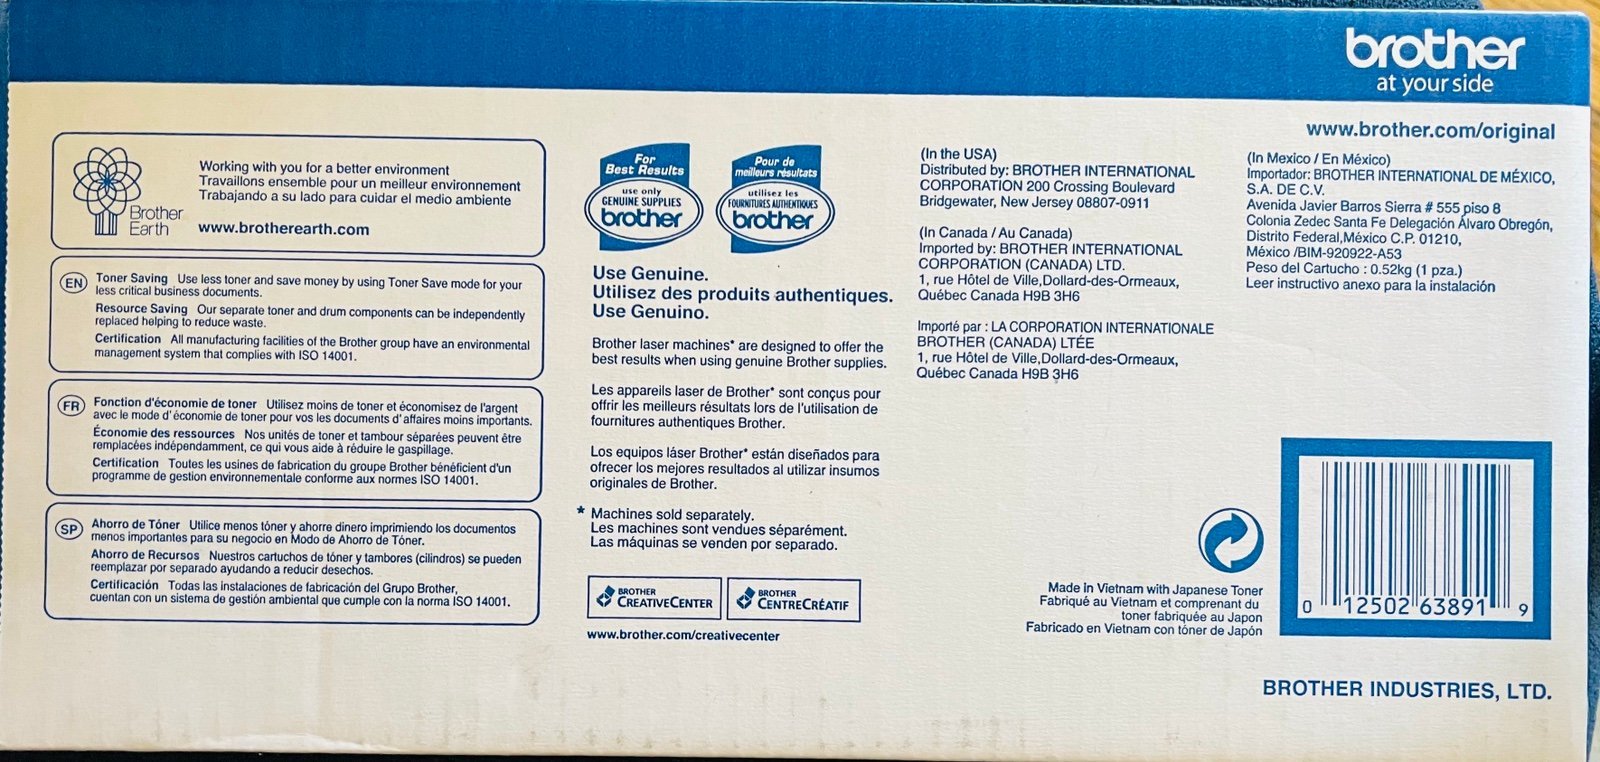 brother
at your side
www.brother.com/original
Brother
Earth
Working with you for a better environment
Travaillons ensemble pour un meilleur environnement
Trabajando a su lado para cuidar el medio ambiente
www.brotherearth.com
EN
Toner Saving Use less toner and save money by using Toner Save mode for your
less critical business documents.
Resource Saving Our separate toner and drum components can be independently
replaced helping to reduce waste.
Certification All manufacturing facilities of the Brother group have an environmental
management system that complies with ISO 14001.
FR
Fonction d'économie de toner Utilisez moins de toner et économisez de l'argent
avec le mode d'économie de toner pour vos les documents d'affaires moins importants.
Économie des ressources Nos unités de toner et tambour séparées peuvent être
remplacées indépendamment, ce qui vous aide à réduire le gaspillage.
Certification Toutes les usines de fabrication du groupe Brother bénéficient d'un
programme de gestion environnementale conforme aux normes ISO 14001.
SP
Ahorro de Tóner Utilice menos tóner y ahorre dinero imprimiendo los documentos
menos importantes para su negocio en Modo de Ahorro de Tóner.
Ahorro de Recursos Nuestros cartuchos de tóner y tambores (cilindros) se pueden
reemplazar por separado ayudando a reducir desechos.
Certificación Todas las instalaciones de fabricación del Grupo Brother,
cuentan con un sistema de gestión ambiental que cumple con la norma ISO 14001.
For
Best Results
use only
GENUINE SUPPLIES
brother
Pour de
meilleurs résultats
utilisez les
FOURNITURES AUTHENTIQUES
brother
Use Genuine.
Utilisez des produits authentiques.
Use Genuino.
Brother laser machines* are designed to offer the
best results when using genuine Brother supplies.
Les appareils laser de Brother* sont conçus pour
offrir les meilleurs résultats lors de l'utilisation de
fournitures authentiques Brother.
Los equipos láser Brother* están diseñados para
ofrecer los mejores resultados al utilizar insumos
originales de Brother.
* Machines sold separately.
Les machines sont vendues séparément.
Las máquinas se venden por separado.
BROTHER
CREATIVECENTER
BROTHER
CENTRECRÉATIF
www.brother.com/creativecenter
(In the USA)
Distributed by: BROTHER INTERNATIONAL
CORPORATION 200 Crossing Boulevard
Bridgewater, New Jersey 08807-0911
(In Canada / Au Canada)
Imported by: BROTHER INTERNATIONAL
CORPORATION (CANADA) LTD.
1, rue Hôtel de Ville,Dollard-des-Ormeaux,
Québec Canada H9B 3H6
Importé par : LA CORPORATION INTERNATIONALE
BROTHER (CANADA) LTÉE
1, rue Hôtel de Ville,Dollard-des-Ormeaux,
Québec Canada H9B 3H6
(In Mexico / En México)
Importador: BROTHER INTERNATIONAL DE MÉXICO,
S.A. DE C.V.
Avenida Javier Barros Sierra # 555 piso 8
Colonia Zedec Santa Fe Delegación Álvaro Obregón,
Distrito Federal,México C.P. 01210,
México /BIM-920922-A53
Peso del Cartucho : 0.52kg (1 pza.)
Leer instructivo anexo para la instalación
Made in Vietnam with Japanese Toner
Fabriqué au Vietnam et comprenant du
toner fabriquée au Japon
Fabricado en Vietnam con tóner de Japón
0 12502 63891 9
BROTHER INDUSTRIES, LTD.